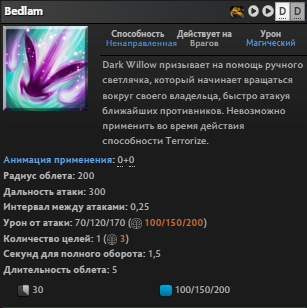 Bedlam
D D
Способность Действует на Урон
Ненаправленная Врагов Магический
Dark Willow призывает на помощь ручного
светлячка, который начинает вращаться
вокруг своего владельца, быстро атакуя
ближайших противников. Невозможно
применить во время действия
способности Terrorize.
Анимация применения: 0+0
Радиус облета: 200
Дальность атаки: 300
Интервал между атаками: 0,25
Урон от атаки: 70/120/170 (100/150/200)
Количество целей: 1 (3)
Секунд для полного оборота: 1,5
Длительность облета: 5
30 100/150/200